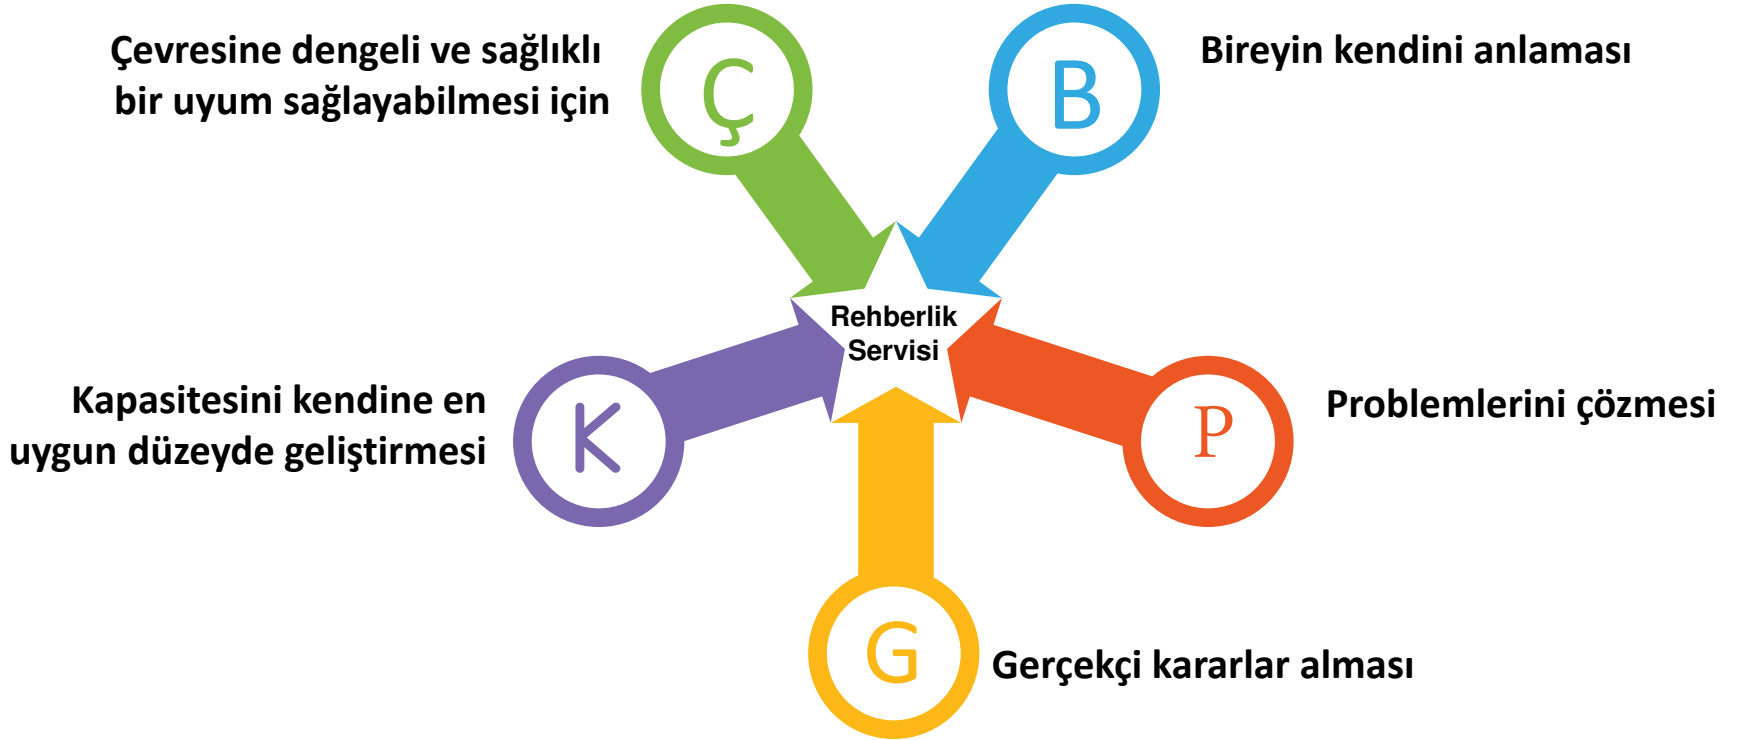 Çevresine dengeli ve sağlıklı
bir uyum sağlayabilmesi için
Ç
B
Bireyin kendini anlaması
Rehberlik
Servisi
Kapasitesini kendine en
uygun düzeyde geliştirmesi
K
P
Problemlerini çözmesi
G
Gerçekçi kararlar alması